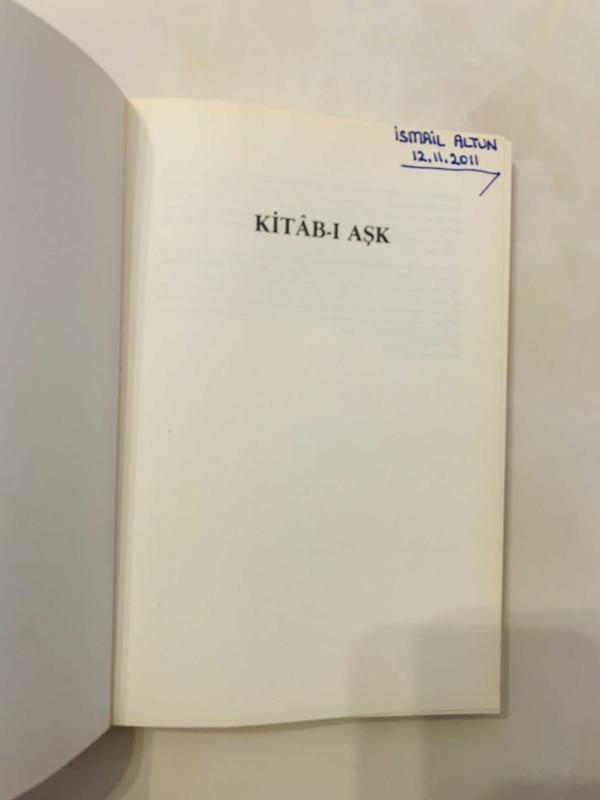 İSMAİL ALTUN
12.11.2011
KİTÂB-I AŞK